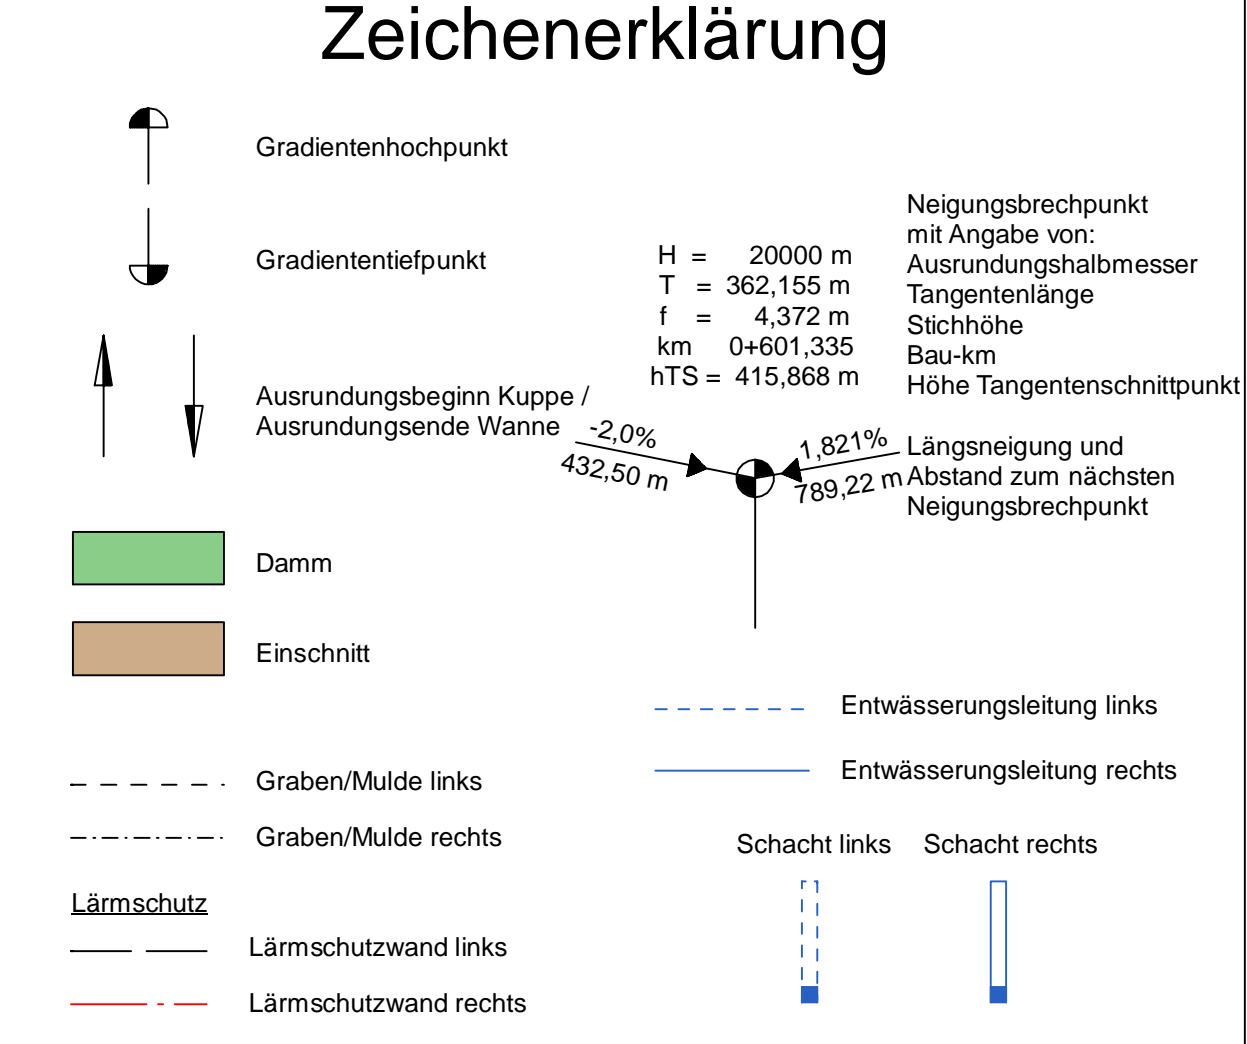 Zeichenerklärung
Gradientenhochpunkt
Gradiententiefpunkt
Ausrundungsbeginn Kuppe /
Ausrundungsende Wanne
H = 20000 m
T = 362,155 m
f = 4,372 m
km 0+601,335
hTS = 415,868 m
Neigungsbrechpunkt
mit Angabe von:
Ausrundungshalbmesser
Tangentenlänge
Stichhöhe
Bau-km
Höhe Tangentenschnittpunkt
-2,0%
432,50 m
1,821%
789,22 m
Längsneigung und
Abstand zum nächsten
Neigungsbrechpunkt
Damm
Einschnitt
Entwässerungsleitung links
Entwässerungsleitung rechts
Graben/Mulde links
Graben/Mulde rechts
Schacht links
Schacht rechts
Lärmschutz
Lärmschutzwand links
Lärmschutzwand rechts